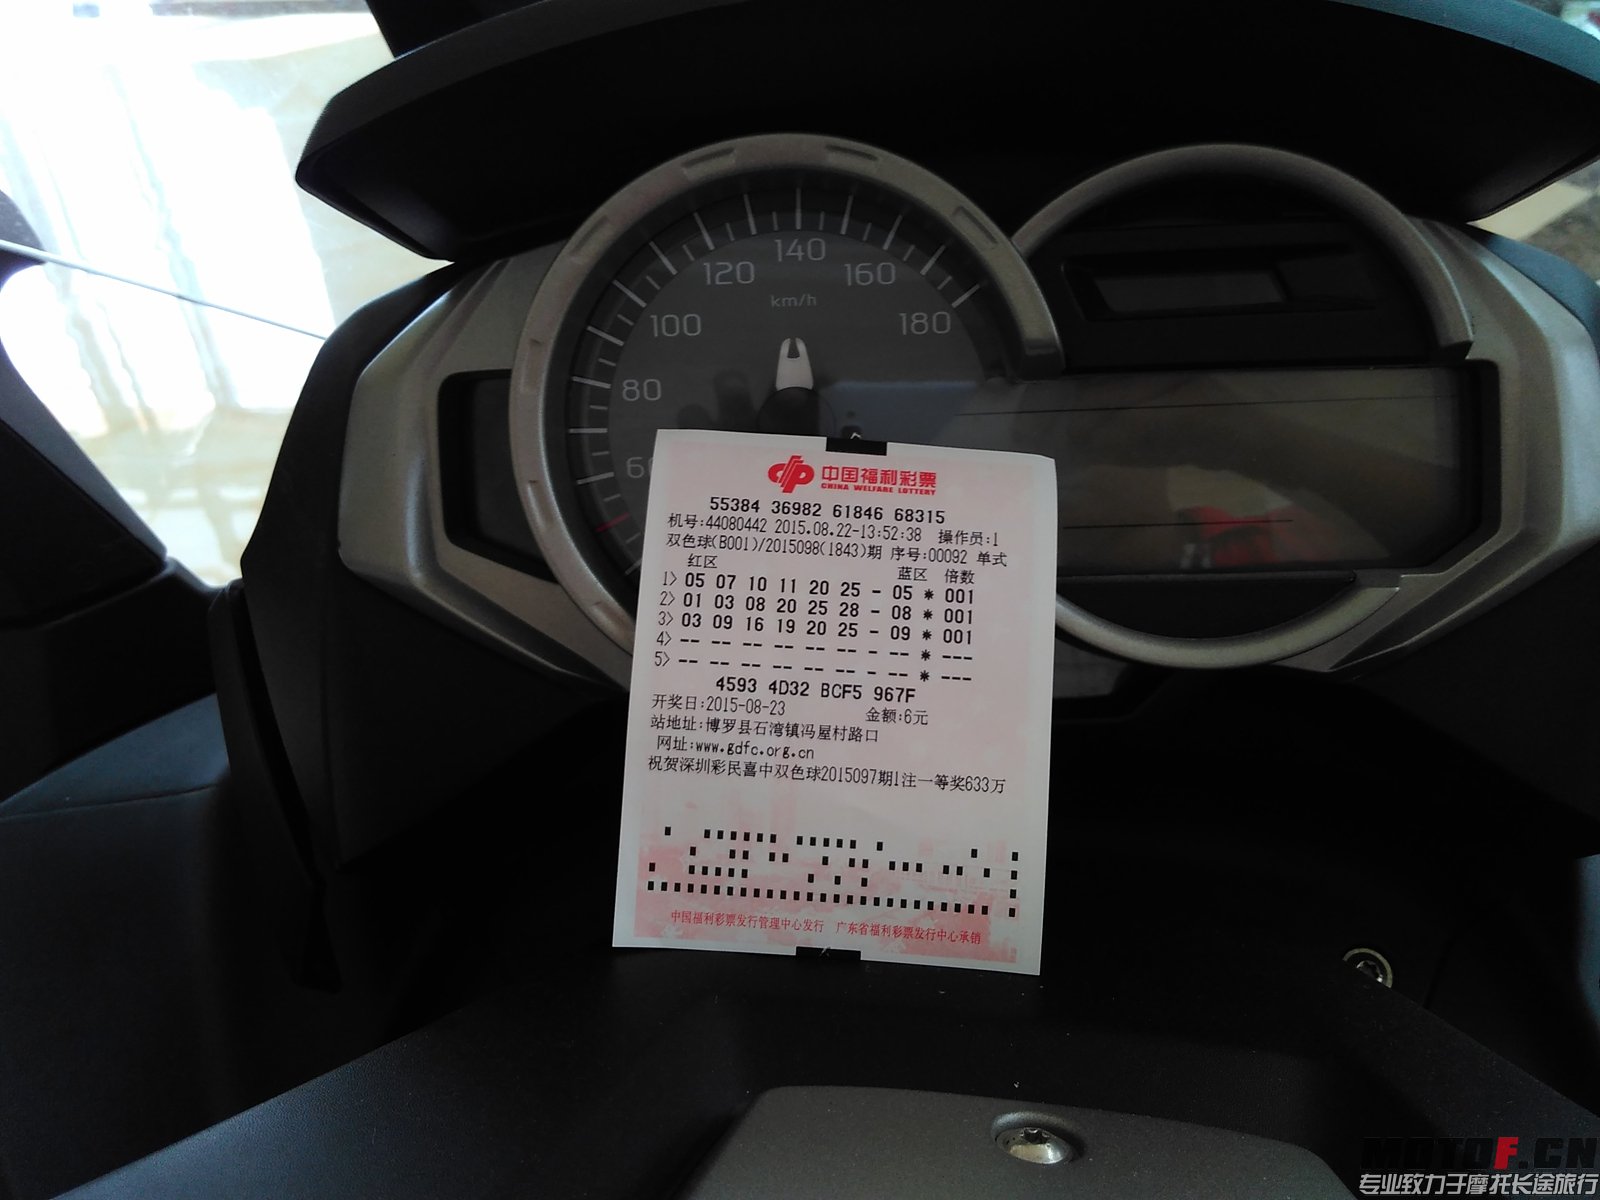 140
120
160
km/h
100
180
80
中国福利彩票
CHINA WELFARE LOTTERY
55384 36982 61846 68315
机号:44080442 2015.08.22-13:52:38 操作员:1
双色球(B001)/2015098(1843)期 序号:00092 单式
红区 蓝区 倍数
1> 05 07 10 11 20 25 - 05 * 001
2> 01 03 08 20 25 28 - 08 * 001
3> 03 09 16 19 20 25 - 09 * 001
4> -- -- -- -- -- -- - -- * ---
5> -- -- -- -- -- -- - -- * ---
4593 4D32 BCF5 967F
开奖日:2015-08-23 金额:6元
站地址:博罗县石湾镇冯屋村路口
网址:www.gdfc.org.cn
祝贺深圳彩民喜中双色球2015097期1注一等奖633万
中国福利彩票发行管理中心发行 广东省福利彩票发行中心承销
MOTOF.CN
专业致力于摩托长途旅行